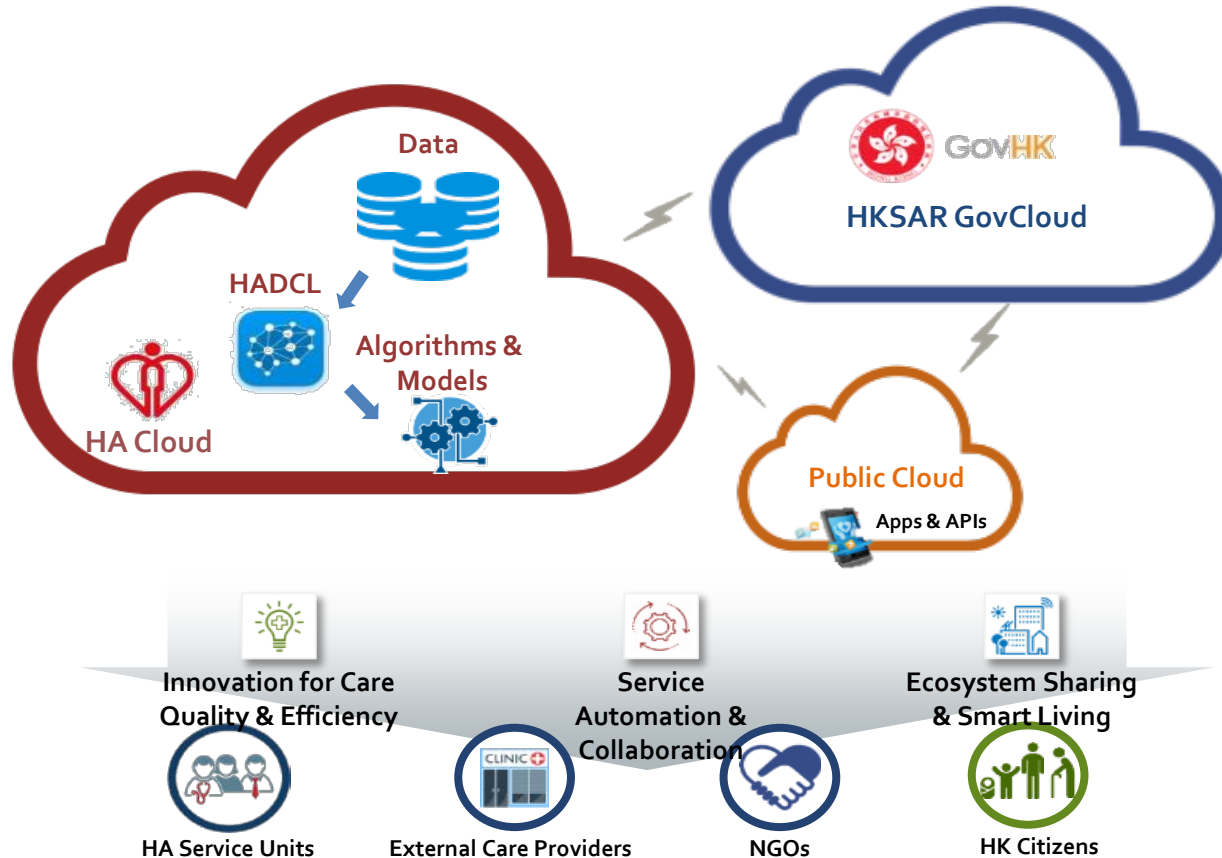 Data
GovHK
HKSAR GovCloud
HADCL
Algorithms &
Models
HA Cloud
Public Cloud
Apps & APIs
Innovation for Care
Quality & Efficiency
Service
Automation &
Collaboration
Ecosystem Sharing
& Smart Living
CLINIC
HA Service Units
External Care Providers
NGOs
HK Citizens